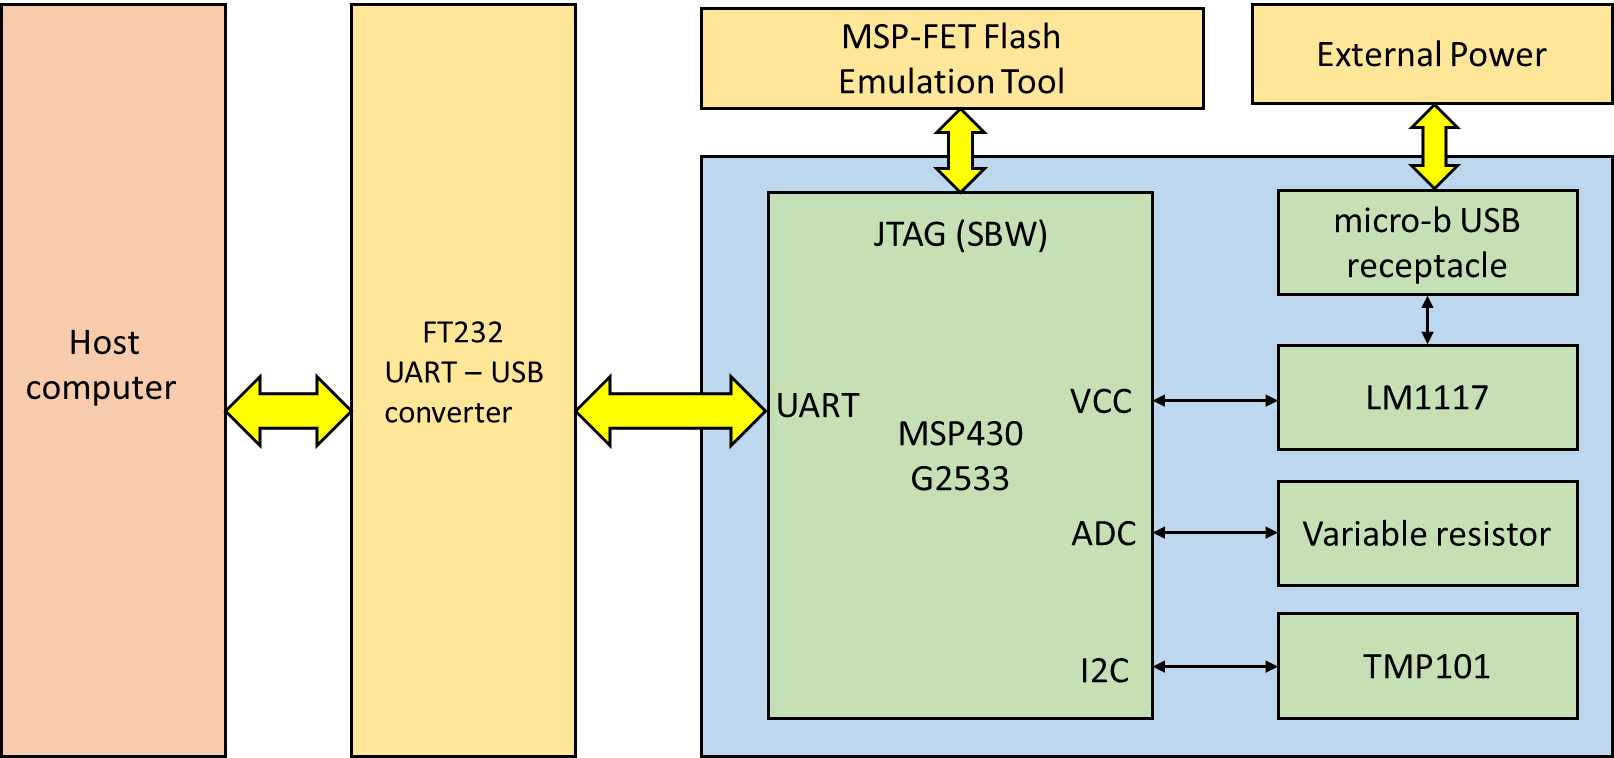 MSP-FET Flash
Emulation Tool
External Power
Host
computer
FT232
UART – USB
converter
JTAG (SBW)
UART
MSP430
G2533
VCC
ADC
I2C
micro-b USB
receptacle
LM1117
Variable resistor
TMP101